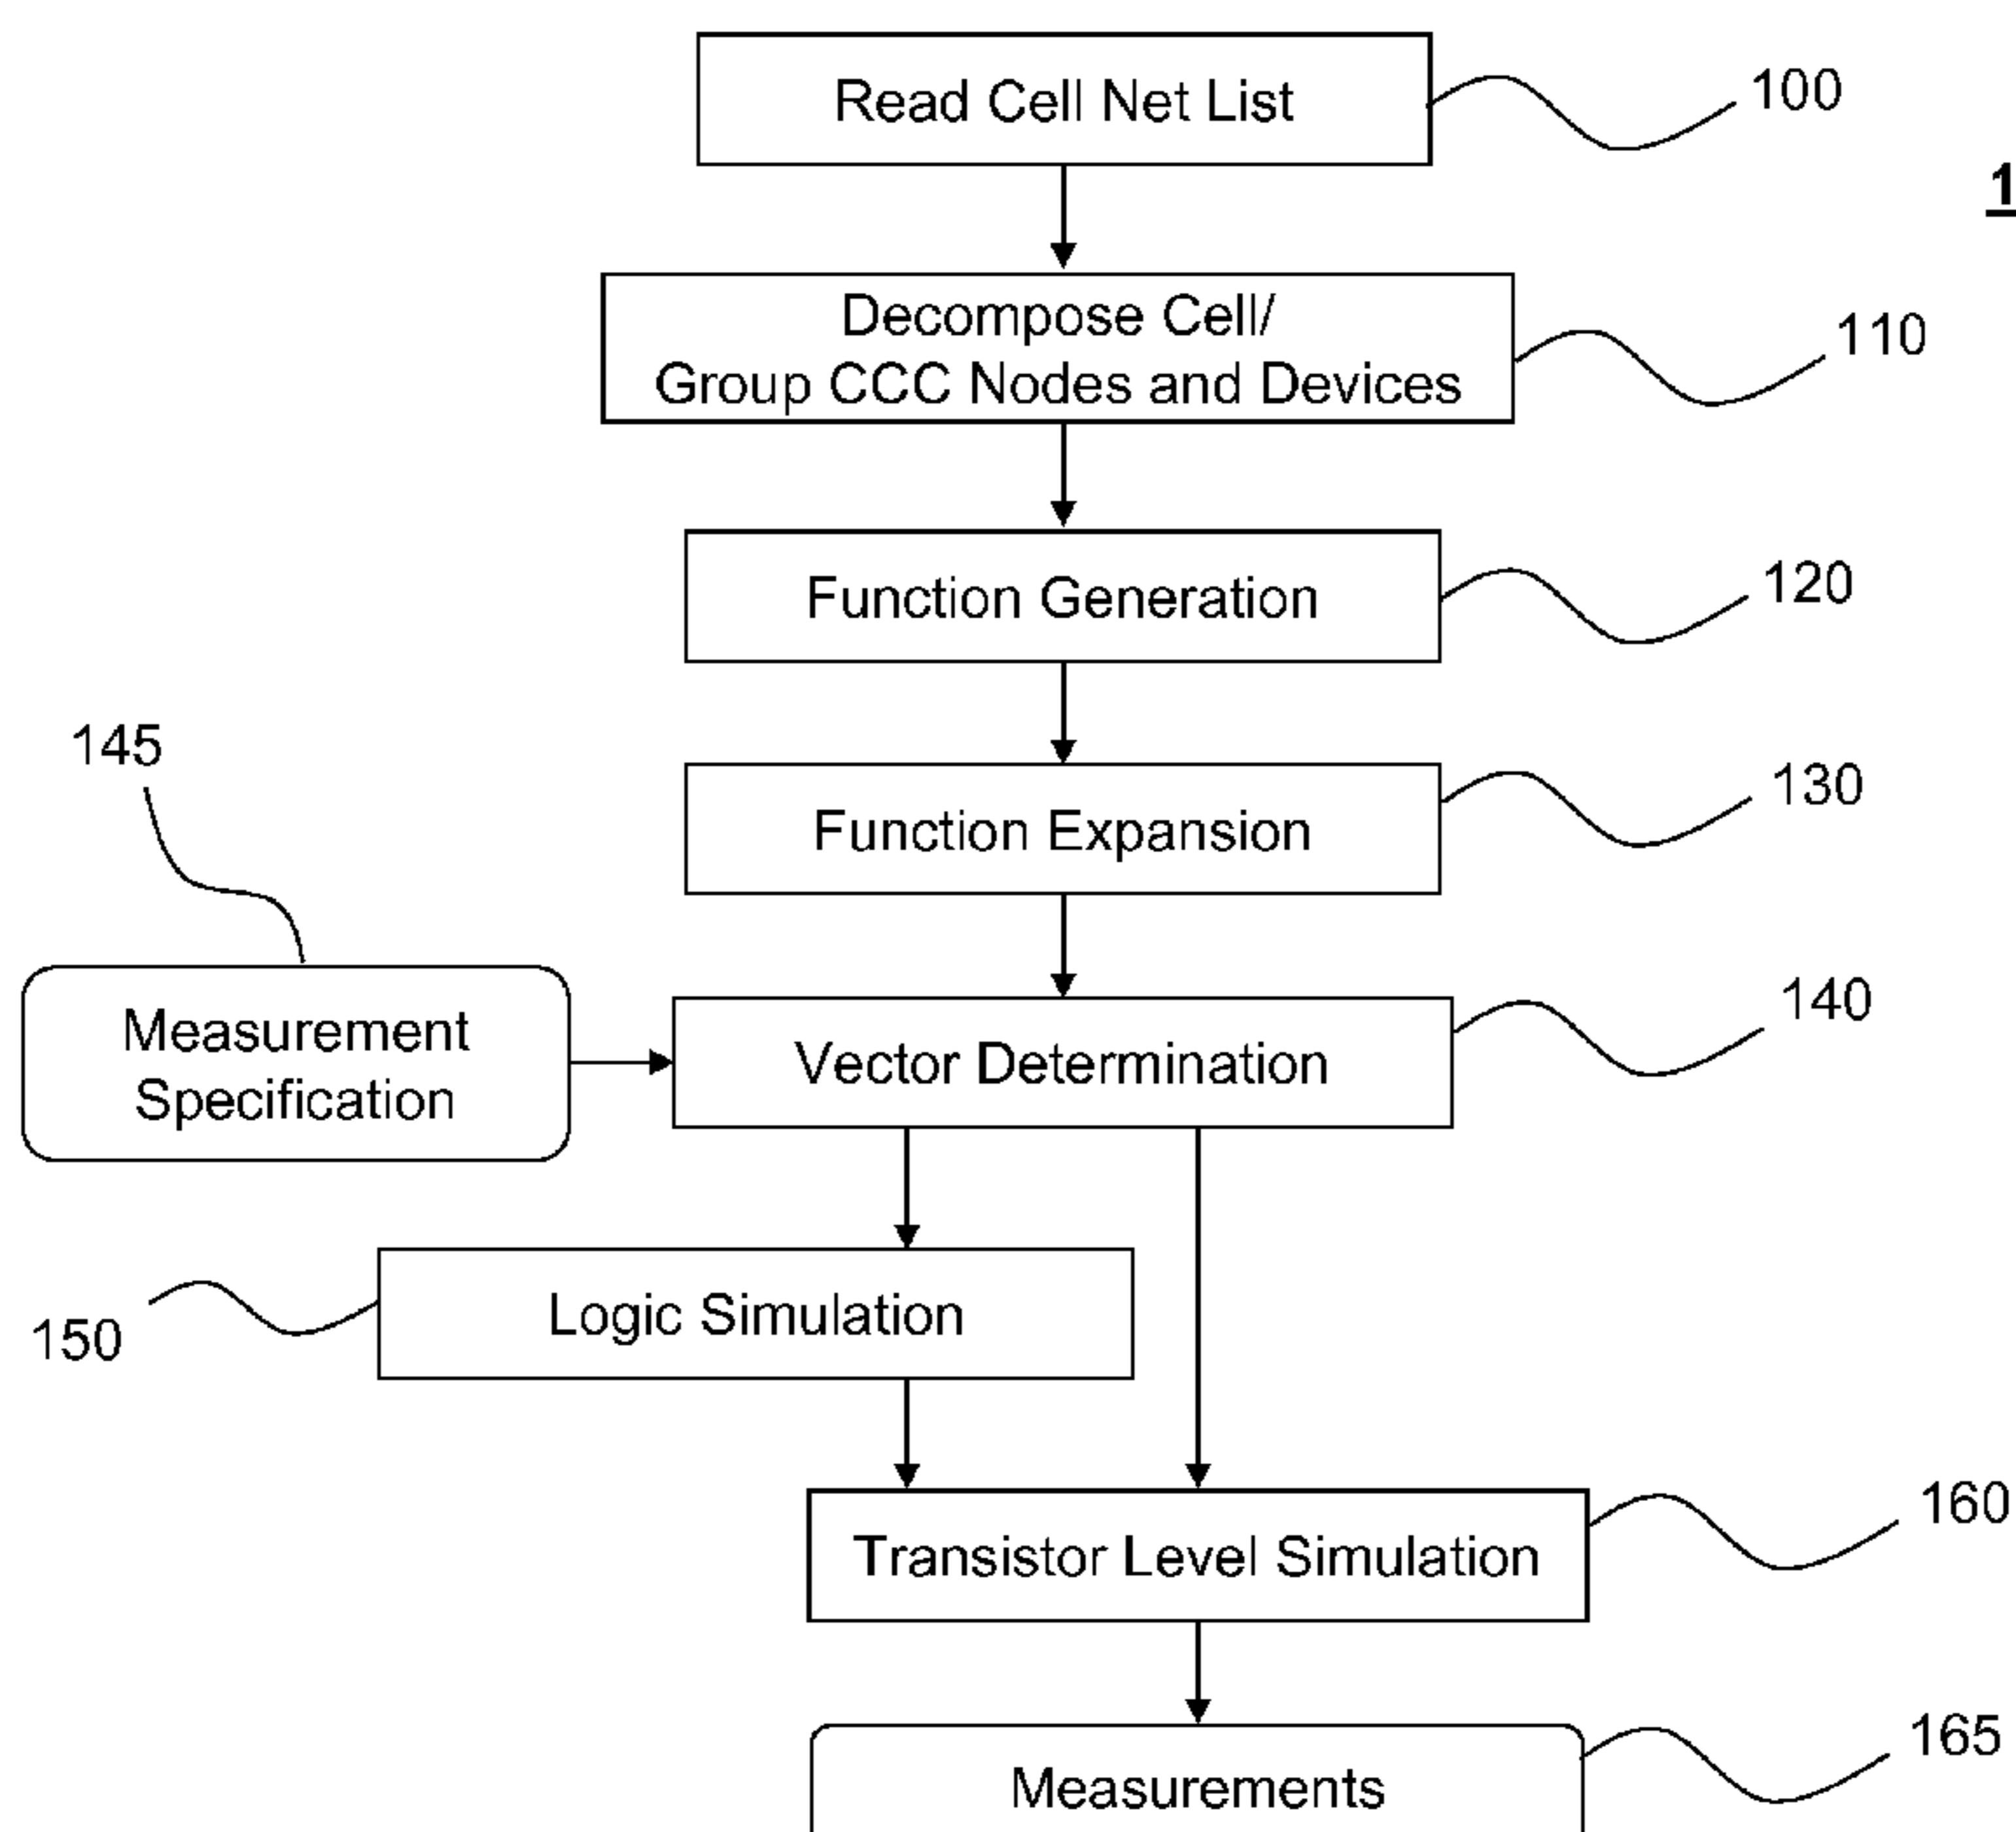 Read Cell Net List
100
1
Decompose Cell/
Group CCC Nodes and Devices
110
Function Generation
120
145
Function Expansion
130
Measurement
Specification
Vector Determination
140
Logic Simulation
150
Transistor Level Simulation
160
Measurements
165